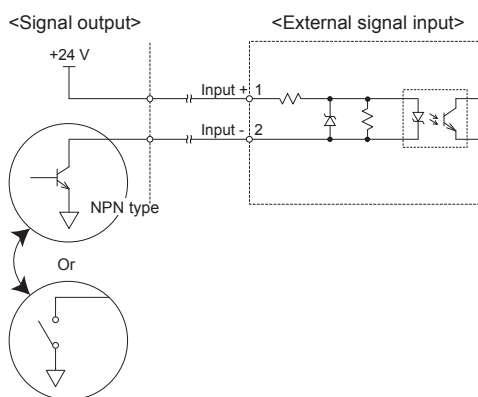 <Signal output>
<External signal input>
+24 V
Input + 1
Input - 2
NPN type
Or